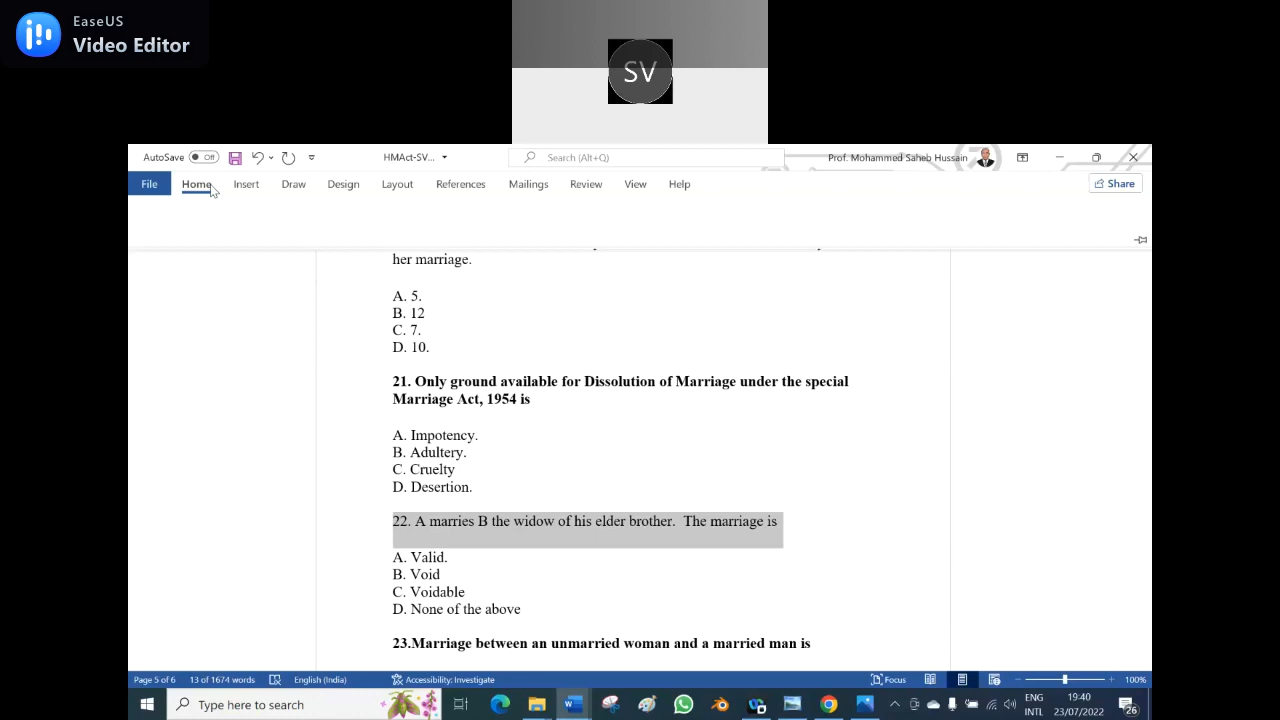 EaseUS
Video Editor
SV
AutoSave Off HMAct-SV... Search (Alt+Q) Prof. Mohammed Saheb Hussain
File Home Insert Draw Design Layout References Mailings Review View Help Share
her marriage.
A. 5.
B. 12
C. 7.
D. 10.
21. Only ground available for Dissolution of Marriage under the special
Marriage Act, 1954 is
A. Impotency.
B. Adultery.
C. Cruelty
D. Desertion.
22. A marries B the widow of his elder brother.  The marriage is
A. Valid.
B. Void
C. Voidable
D. None of the above
23.Marriage between an unmarried woman and a married man is
Page 5 of 6 13 of 1674 words English (India) Accessibility: Investigate Focus 100%
Type here to search ENG 19:40
INTL 23/07/2022 26